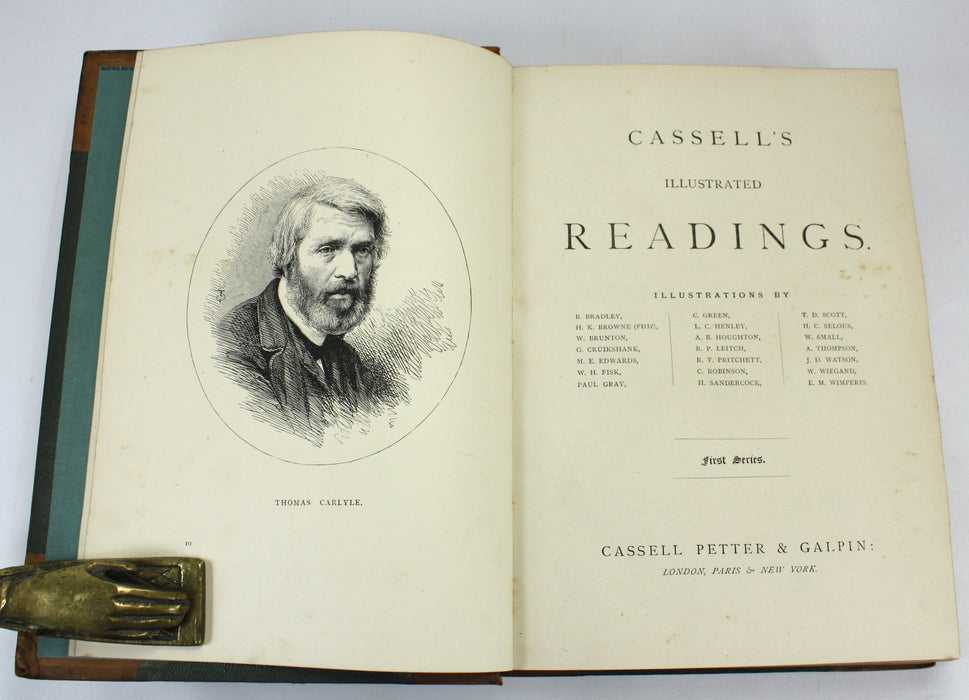 THOMAS CARLYLE.
10
CASSELL'S
ILLUSTRATED
READINGS.
ILLUSTRATIONS BY
B. BRADLEY,
H. K. BROWNE (PHIZ),
W. BRUNTON,
G. CRUIKSHANK,
M. E. EDWARDS,
W. H. FISK,
PAUL GRAY,
C. GREEN,
L. C. HENLEY,
A. B. HOUGHTON,
R. P. LEITCH,
R. T. PRITCHETT,
C. ROBINSON,
H. SANDERCOCK,
T. D. SCOTT,
H. C. SELOUS,
W. SMALL,
A. THOMPSON,
J. D. WATSON,
W. WIEGAND,
E. M. WIMPERIS.
First Series.
CASSELL PETTER & GALPIN:
LONDON, PARIS & NEW YORK.